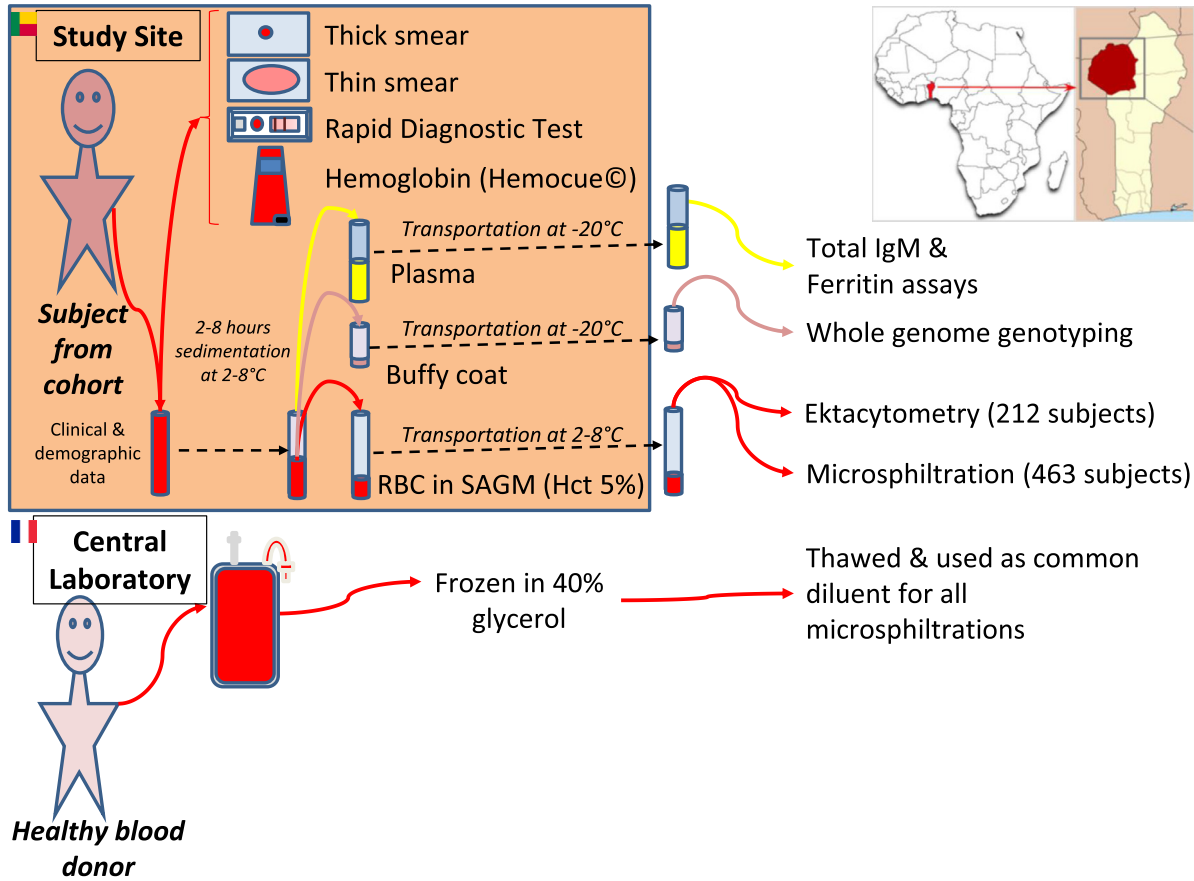 Study Site
Thick smear
Thin smear
Rapid Diagnostic Test
Hemoglobin (Hemocue©)
Subject
from
cohort
Clinical &
demographic
data
2-8 hours
sedimentation
at 2-8°C
Transportation at -20°C
Plasma
Transportation at -20°C
Buffy coat
Transportation at 2-8°C
RBC in SAGM (Hct 5%)
Total IgM &
Ferritin assays
Whole genome genotyping
Ektacytometry (212 subjects)
Microsphiltration (463 subjects)
Central
Laboratory
Frozen in 40%
glycerol
Thawed & used as common
diluent for all
microsphiltrations
Healthy blood
donor